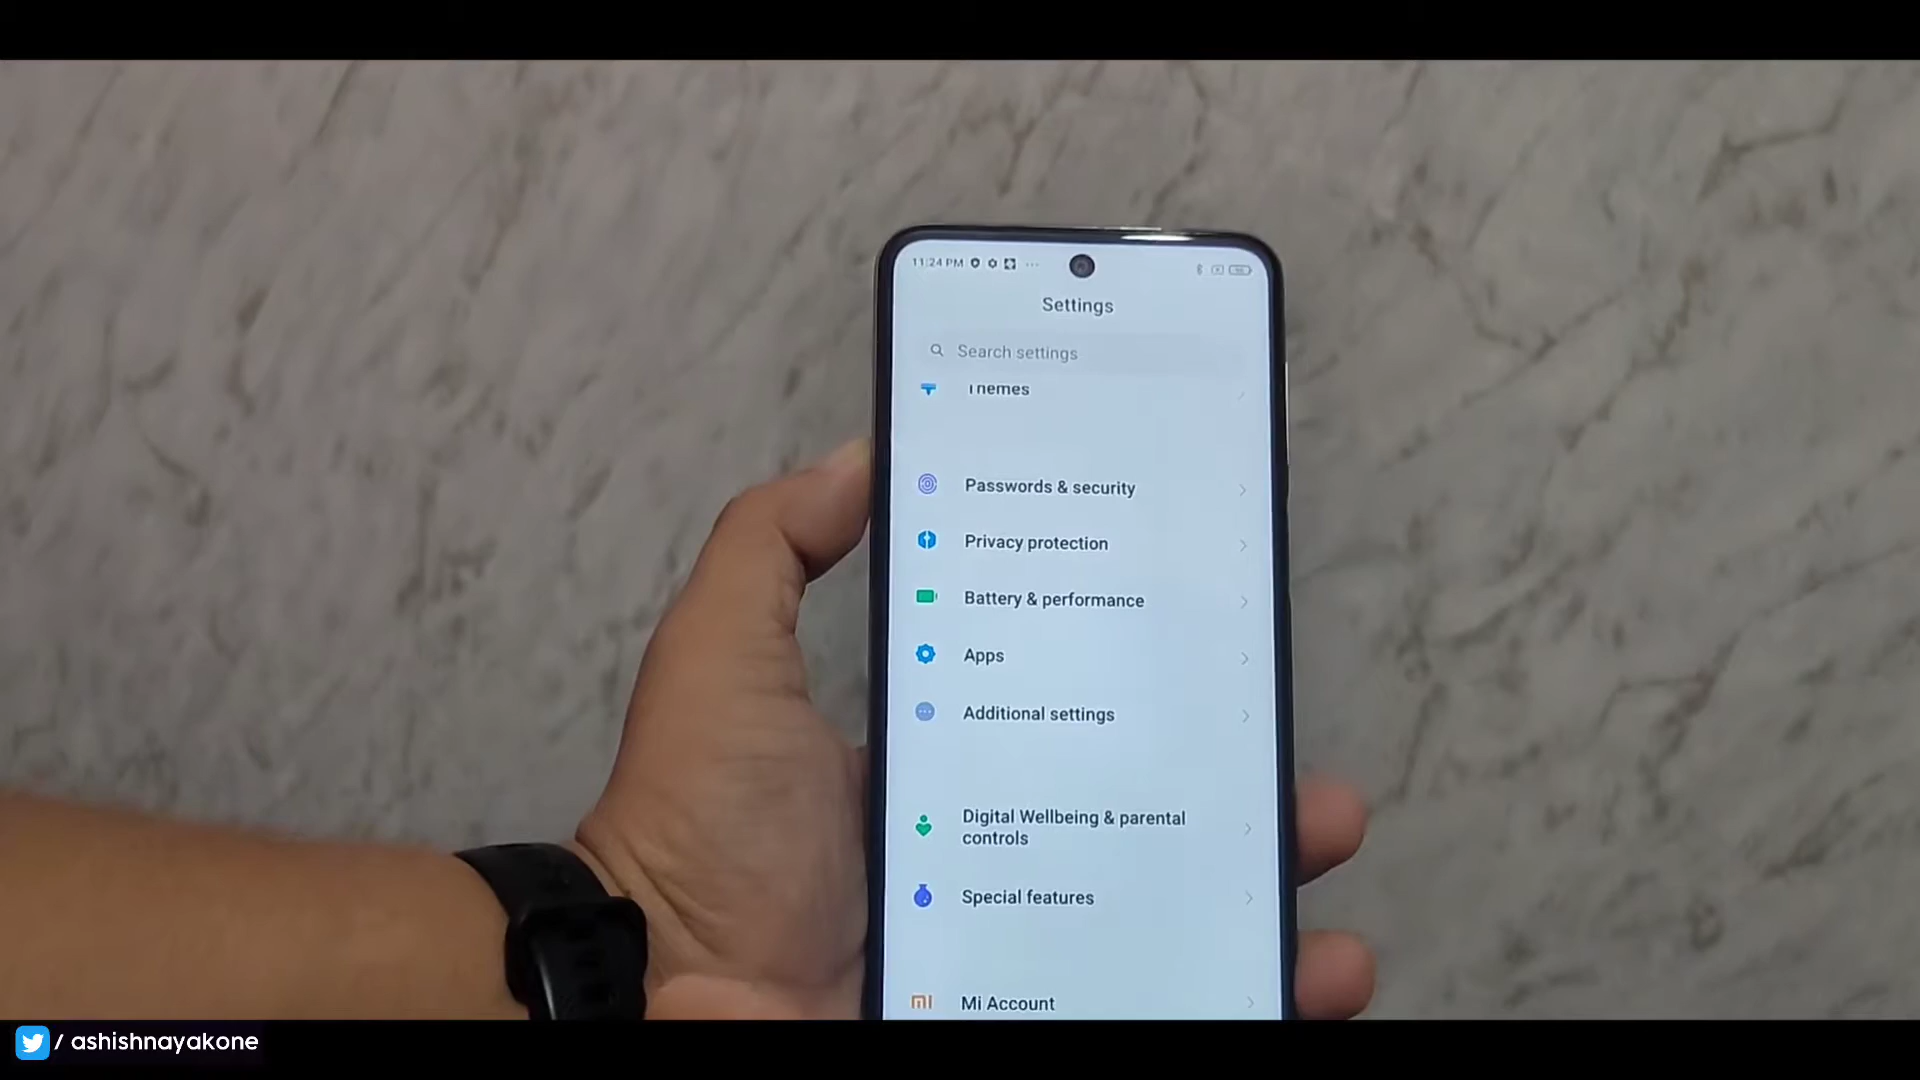 11:24 PM
Settings
Search settings
Themes
Passwords & security
Privacy protection
Battery & performance
Apps
Additional settings
Digital Wellbeing & parental
controls
Special features
mi Mi Account
/ ashishnayakone